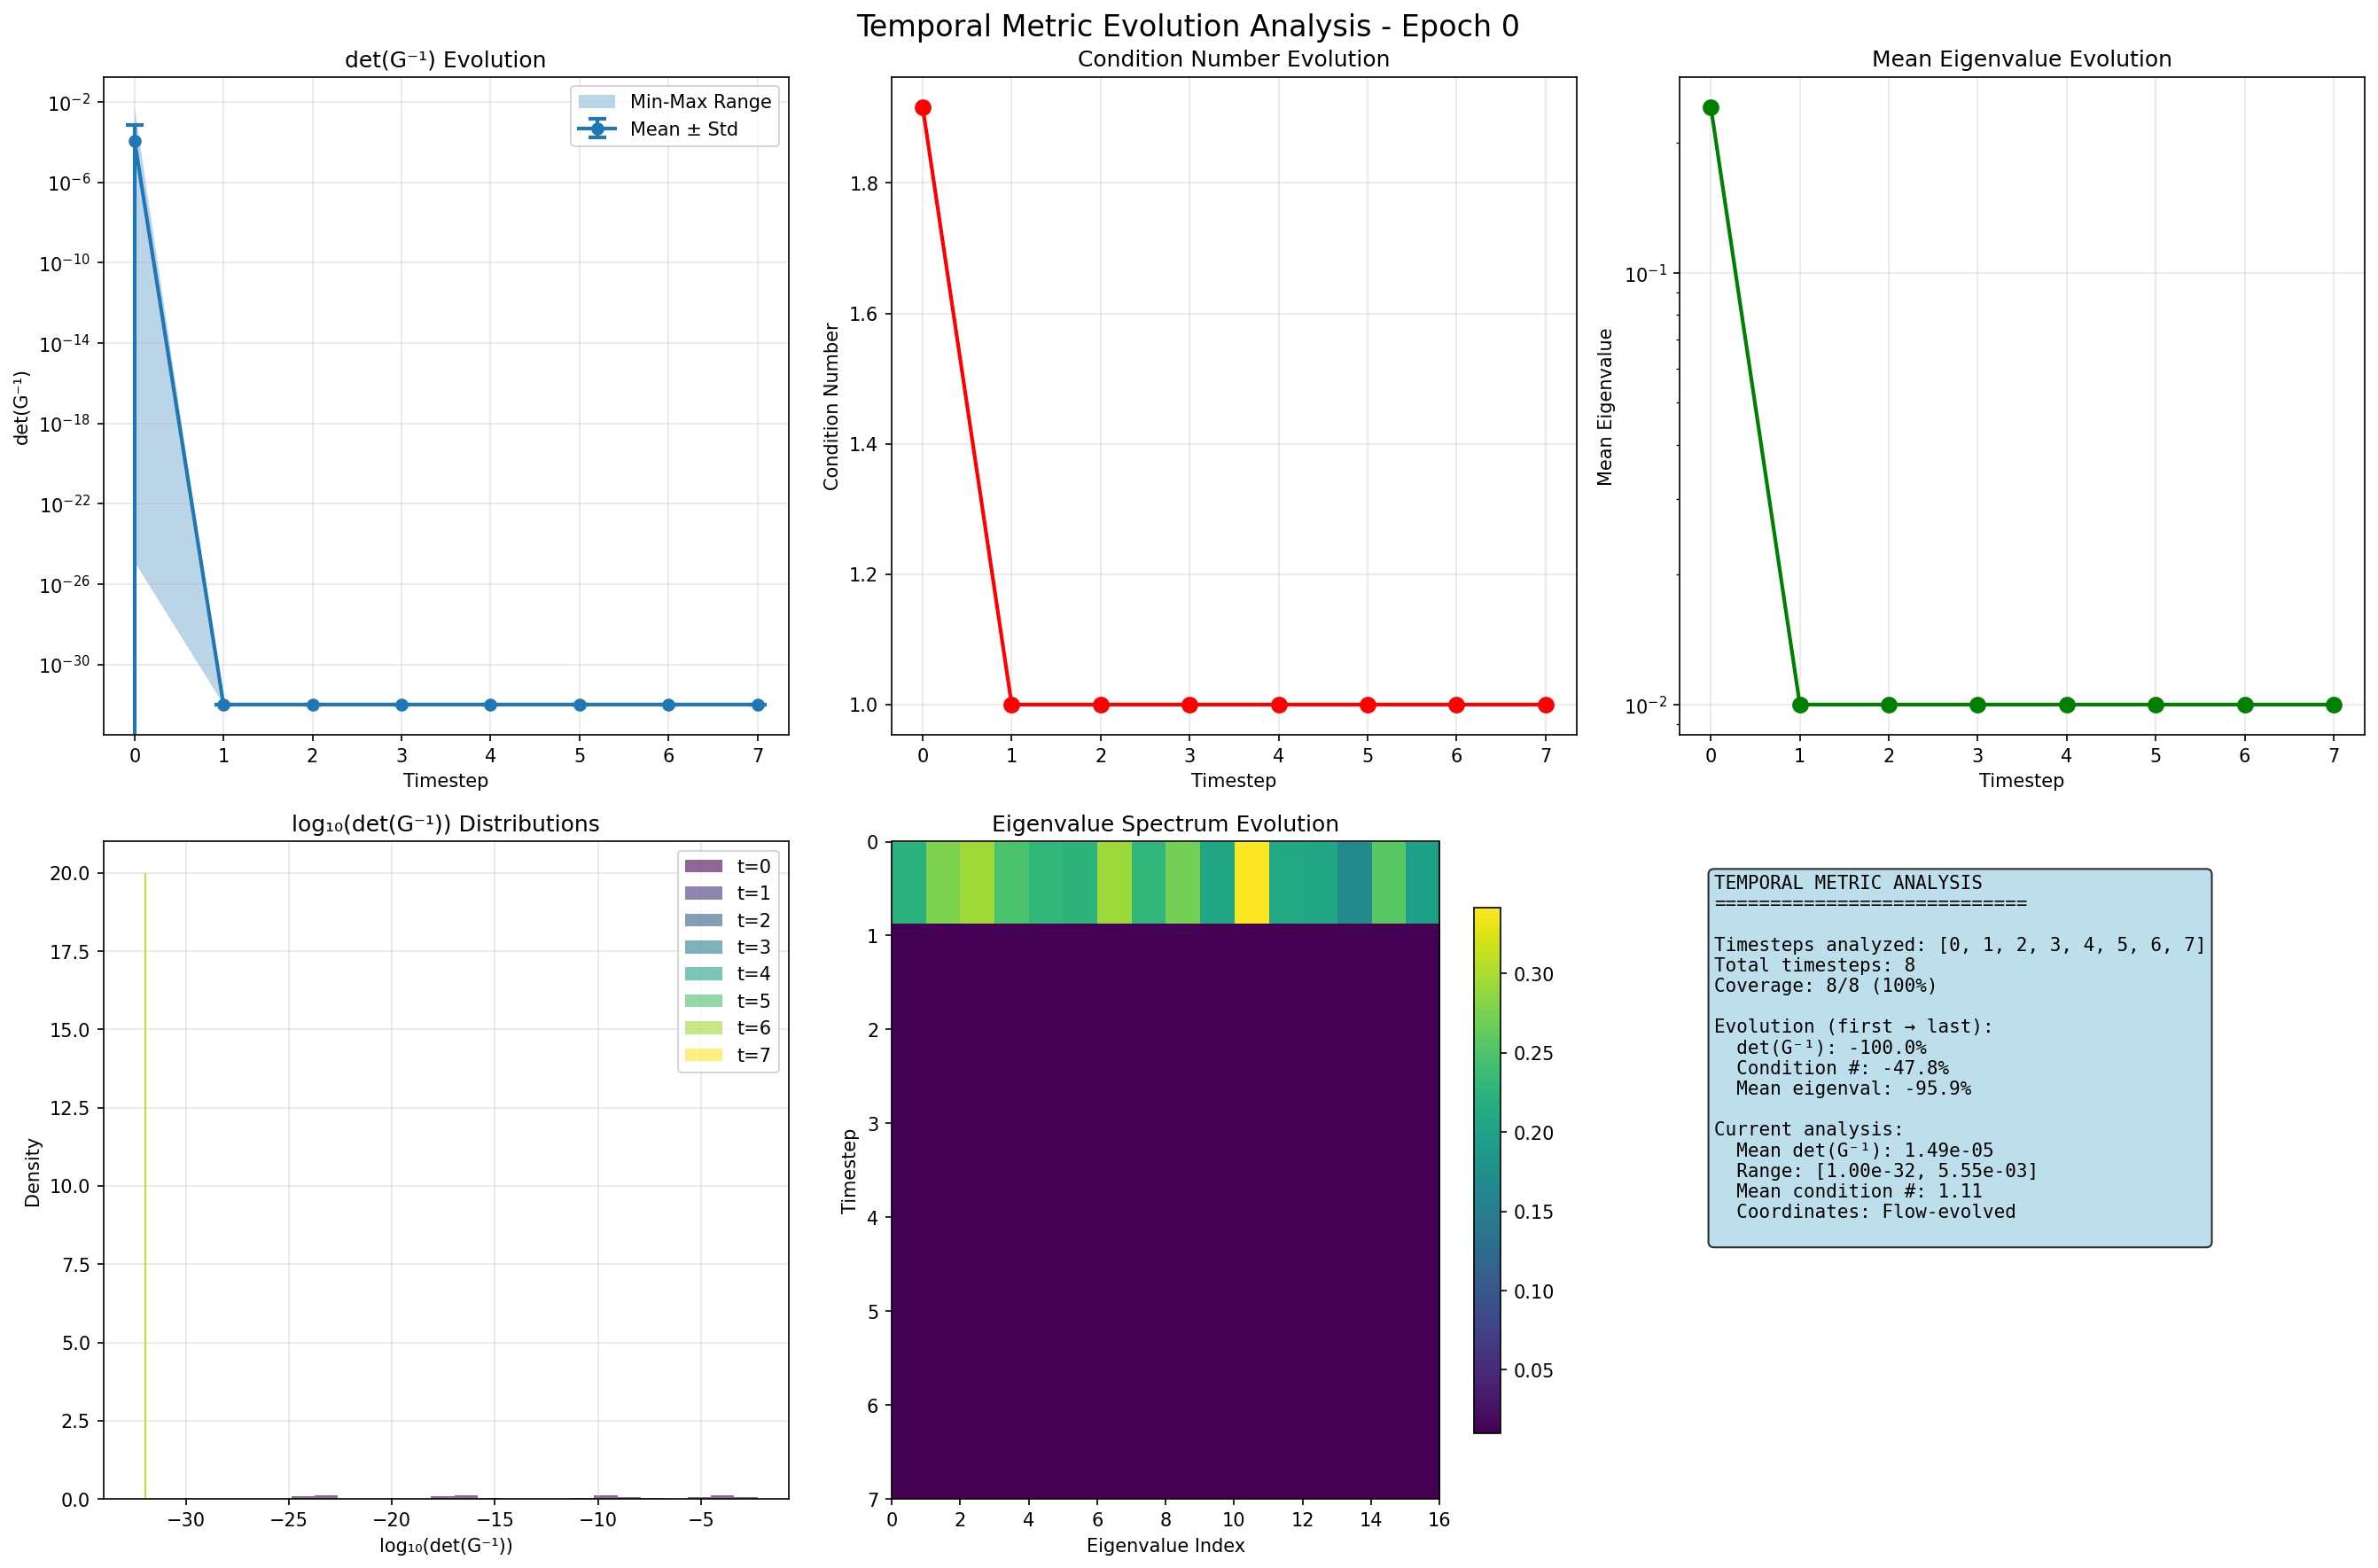 Temporal Metric Evolution Analysis - Epoch 0
det(G⁻¹) Evolution
det(G⁻¹)
10⁻²
10⁻⁶
10⁻¹⁰
10⁻¹⁴
10⁻¹⁸
10⁻²²
10⁻²⁶
10⁻³⁰
Min-Max Range
Mean ± Std
0 1 2 3 4 5 6 7
Timestep
Condition Number Evolution
Condition Number
1.8
1.6
1.4
1.2
1.0
0 1 2 3 4 5 6 7
Timestep
Mean Eigenvalue Evolution
Mean Eigenvalue
10⁻¹
10⁻²
0 1 2 3 4 5 6 7
Timestep
log₁₀(det(G⁻¹)) Distributions
Density
20.0
17.5
15.0
12.5
10.0
7.5
5.0
2.5
0.0
t=0
t=1
t=2
t=3
t=4
t=5
t=6
t=7
−30 −25 −20 −15 −10 −5
log₁₀(det(G⁻¹))
Eigenvalue Spectrum Evolution
Timestep
0
1
2
3
4
5
6
7
0 2 4 6 8 10 12 14 16
Eigenvalue Index
0.30
0.25
0.20
0.15
0.10
0.05
TEMPORAL METRIC ANALYSIS
============================
Timesteps analyzed: [0, 1, 2, 3, 4, 5, 6, 7]
Total timesteps: 8
Coverage: 8/8 (100%)
Evolution (first → last):
det(G⁻¹): -100.0%
Condition #: -47.8%
Mean eigenval: -95.9%
Current analysis:
Mean det(G⁻¹): 1.49e-05
Range: [1.00e-32, 5.55e-03]
Mean condition #: 1.11
Coordinates: Flow-evolved